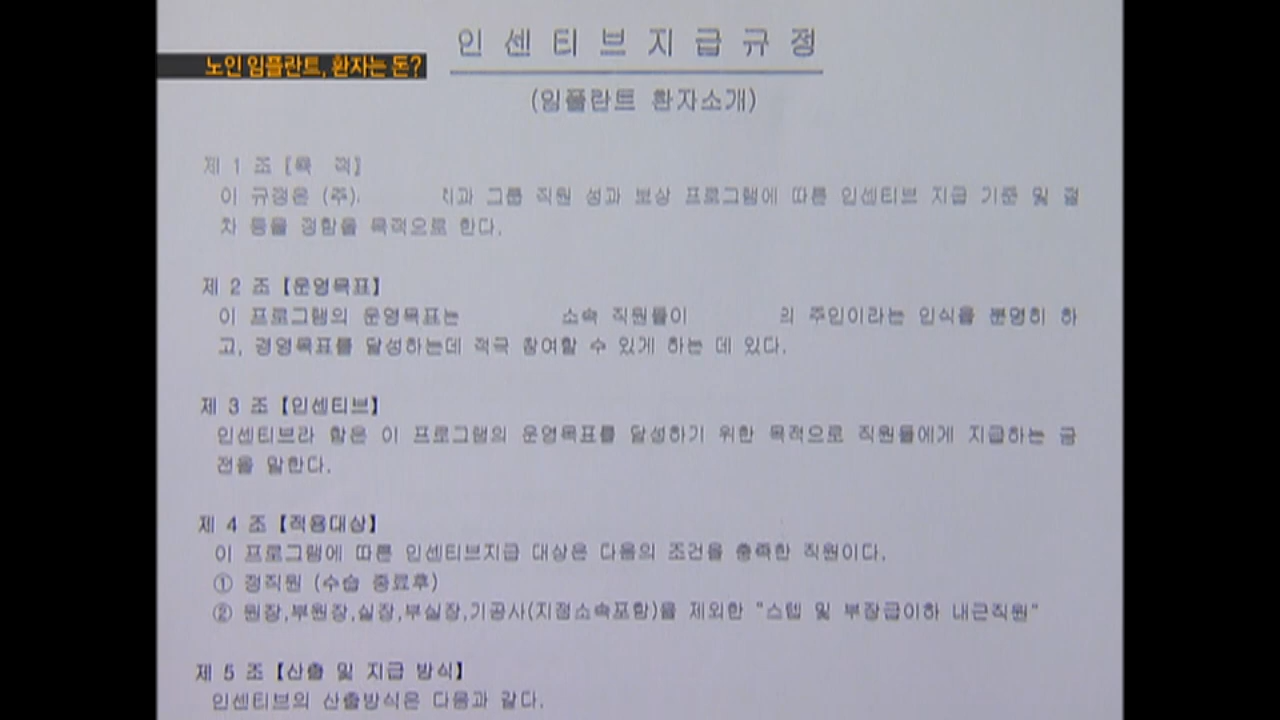 인센티브지급규정
노인 임플란트, 환자는 돈?
(임플란트 환자소개)
제 1 조 [목 적]
이 규정은 (주). 치과 그룹 직원 성과 보상 프로그램에 따른 인센티브 지급 기준 및 절
차 등을 정함을 목적으로 한다.
제 2 조 【운영목표】
이 프로그램의 운영목표는 소속 직원들이 의 주인이라는 인식을 분명히 하
고, 경영목표를 달성하는데 적극 참여할 수 있게 하는 데 있다.
제 3 조 【인센티브】
인센티브라 함은 이 프로그램의 운영목표를 달성하기 위한 목적으로 직원들에게 지급하는 금
전을 말한다.
제 4 조 【적용대상】
이 프로그램에 따른 인센티브지급 대상은 다음의 조건을 충족한 직원이다.
① 정직원 (수습 종료후)
② 원장,부원장,실장,부실장,기공사(지점소속포함)을 제외한 "스텝 및 부장급이하 내근직원"
제 5 조 【산출 및 지급 방식】
인센티브의 산출방식은 다음과 같다.